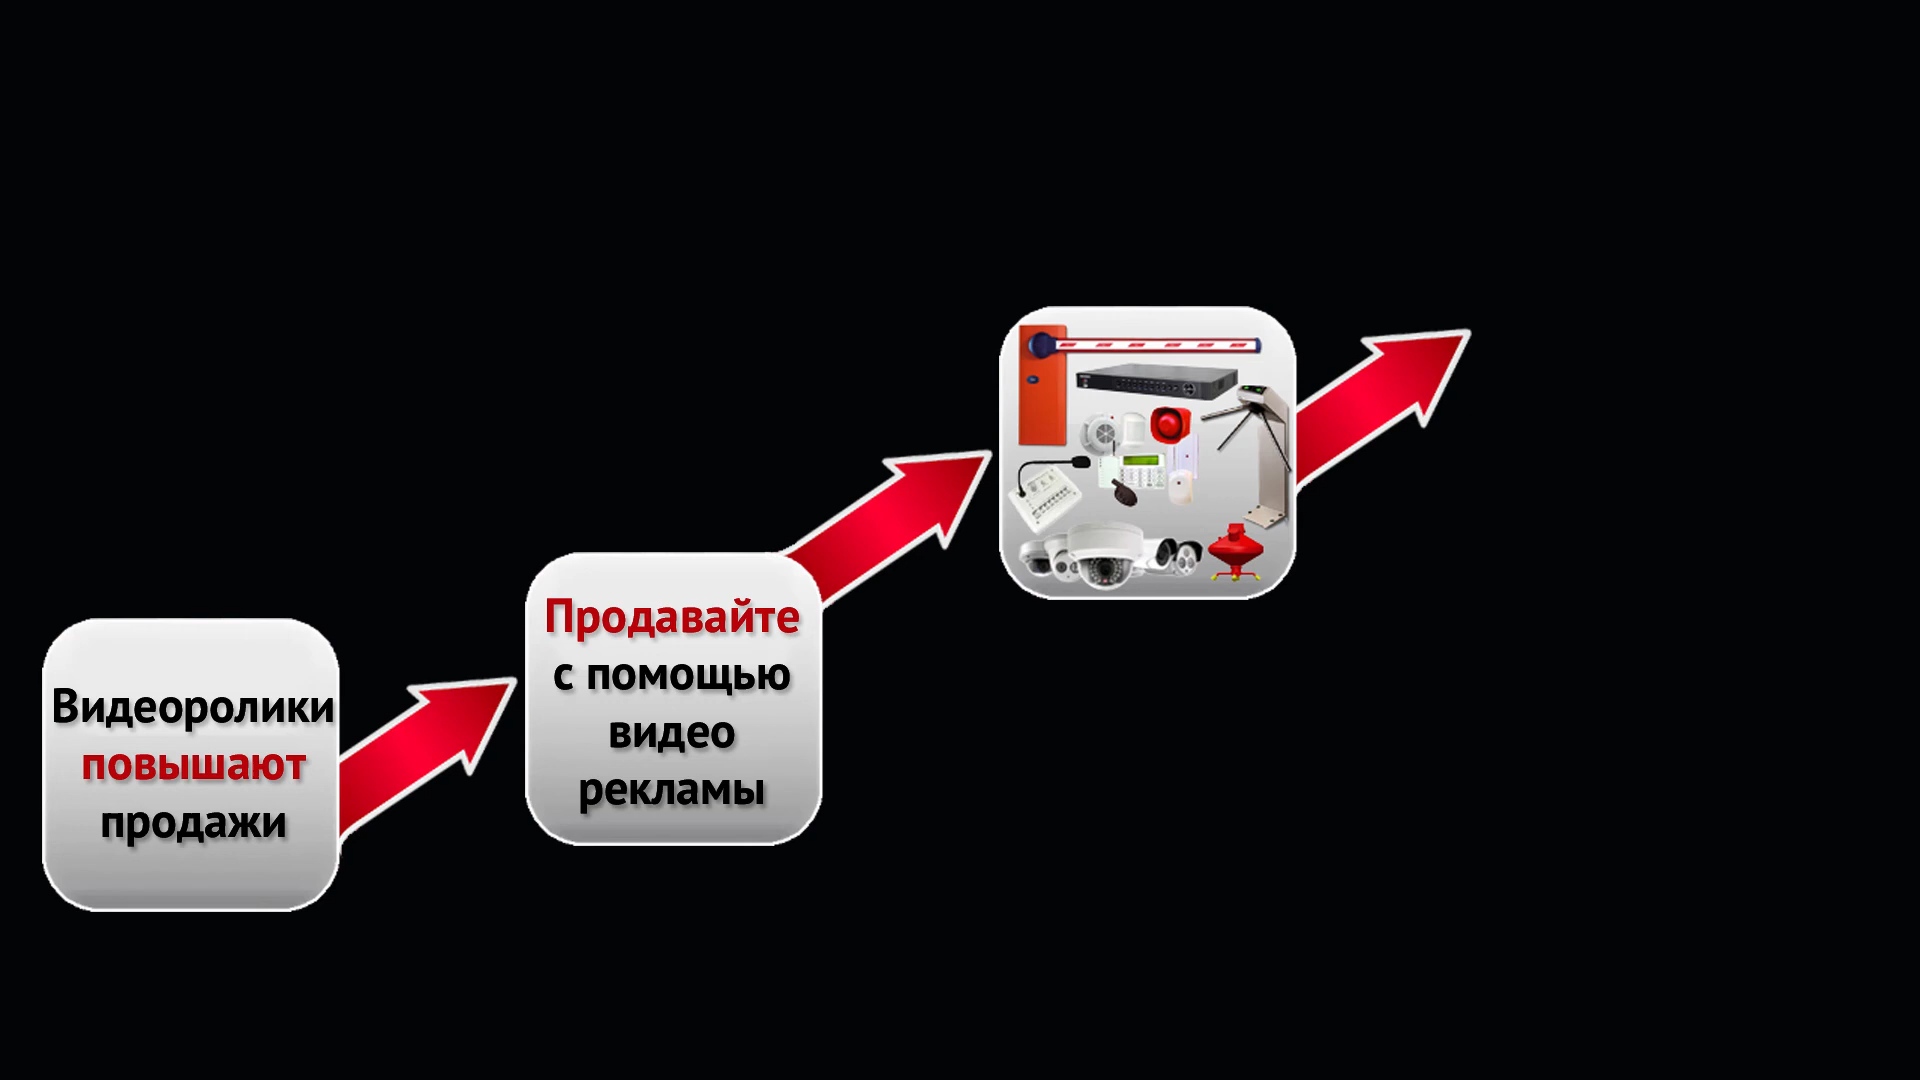 Видеоролики
повышают
продажи
Продавайте
с помощью
видео
рекламы